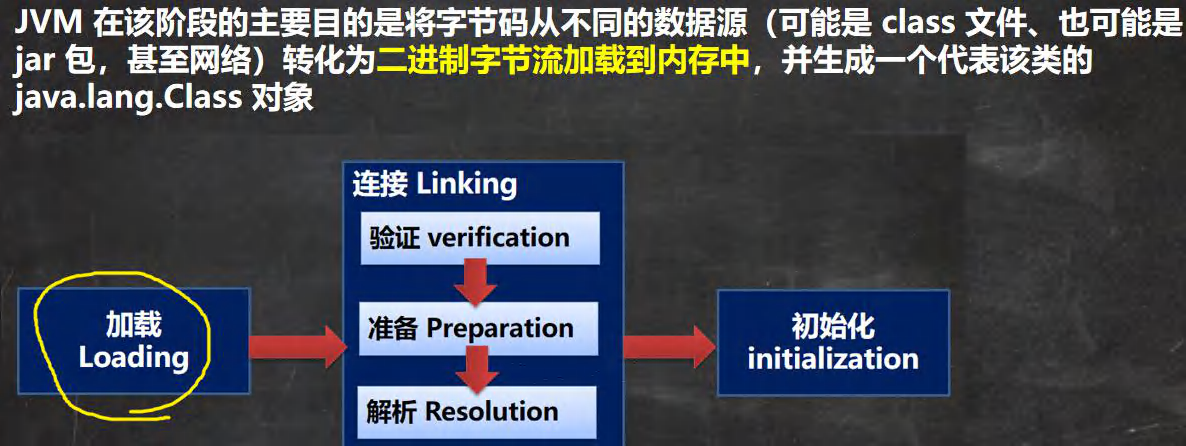 JVM 在该阶段的主要目的是将字节码从不同的数据源（可能是 class 文件、也可能是
jar 包，甚至网络）转化为二进制字节流加载到内存中，并生成一个代表该类的
java.lang.Class 对象
连接 Linking
验证 verification
加载
Loading
准备 Preparation
初始化
initialization
解析 Resolution